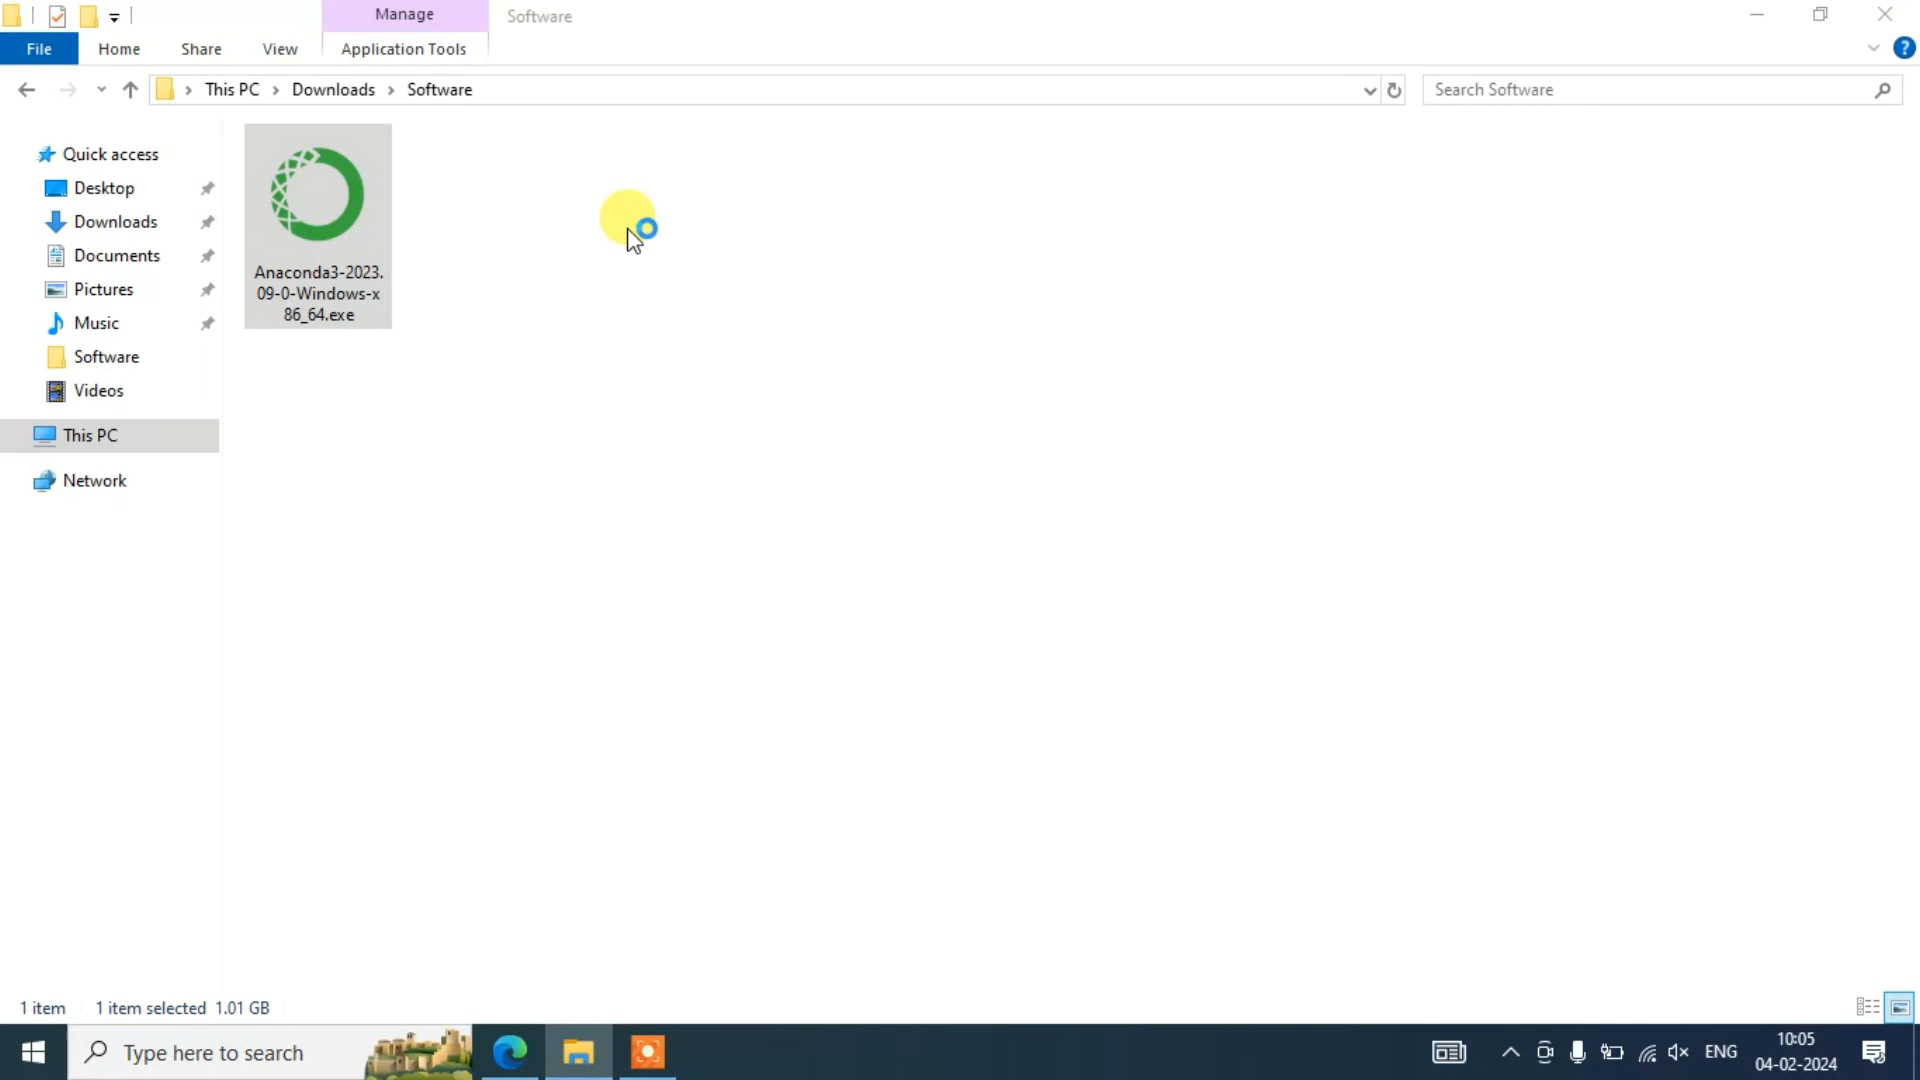 Manage
Software
File
Home
Share
View
Application Tools
This PC
Downloads
Software
Search Software
Quick access
Desktop
Downloads
Documents
Pictures
Music
Software
Videos
This PC
Network
Anaconda3-2023.
09-0-Windows-x
86_64.exe
1 item
1 item selected 1.01 GB
Type here to search
ENG
10:05
04-02-2024